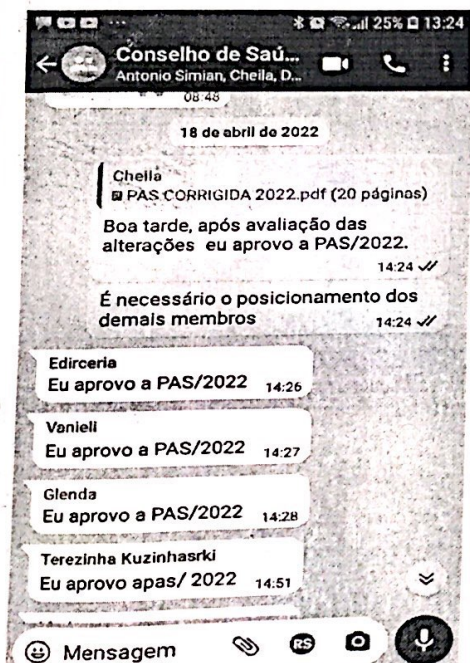 25% 13:24
Conselho de Saú...
Antonio Simian, Cheila, D...
08:48
18 de abril de 2022
Cheila
PAS CORRIGIDA 2022.pdf (20 páginas)
Boa tarde, após avaliação das
alterações eu aprovo a PAS/2022.
14:24
É necessário o posicionamento dos
demais membros
14:24
Edirceria
Eu aprovo a PAS/2022 14:26
Vanieli
Eu aprovo a PAS/2022 14:27
Glenda
Eu aprovo a PAS/2022 14:28
Terezinha Kuzinhasrki
Eu aprovo apas/ 2022 14:51
Mensagem RS